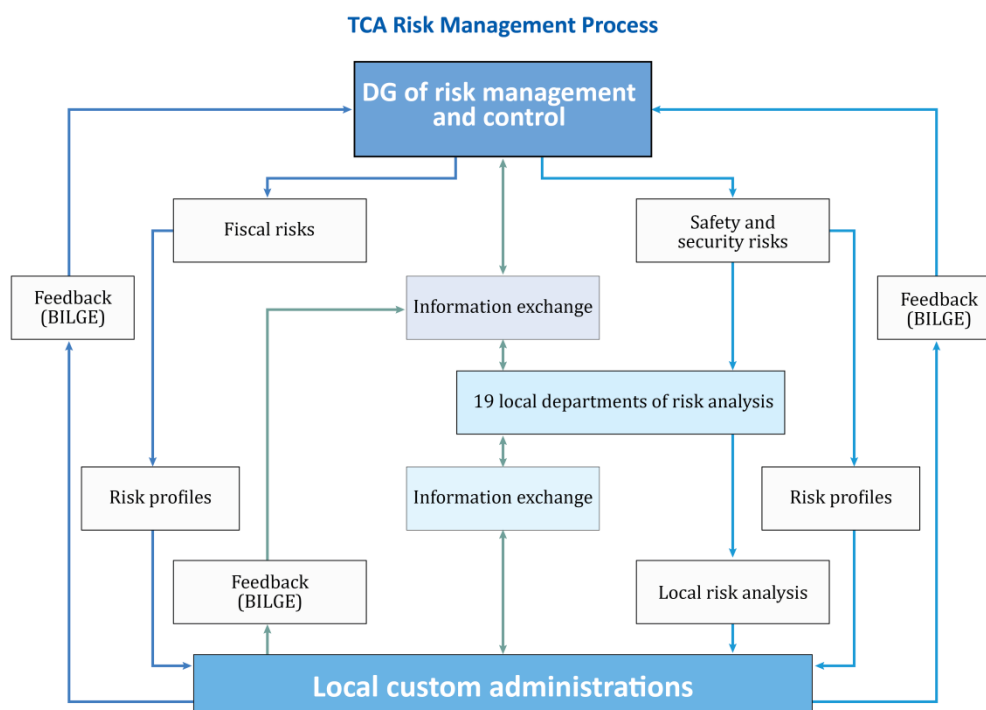 TCA Risk Management Process
DG of risk management
and control
Fiscal risks
Safety and
security risks
Feedback
(BILGE)
Information exchange
Feedback
(BILGE)
19 local departments of risk analysis
Risk profiles
Information exchange
Risk profiles
Feedback
(BILGE)
Local risk analysis
Local custom administrations